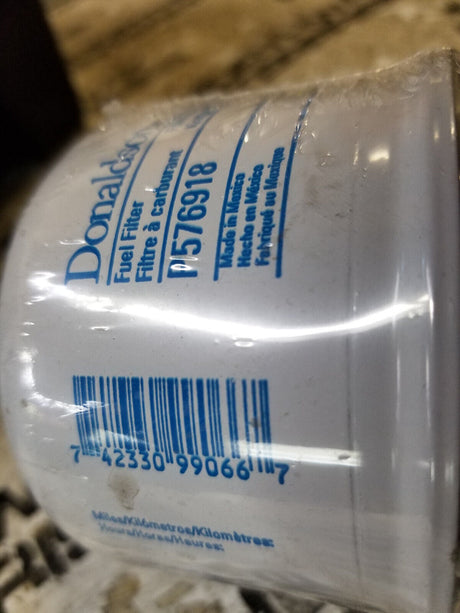 Donaldson
Fuel Filter
Filtre à carburant
P576918
Made in Mexico
Hecho en México
Fabriqué au Mexique
7 42330 99066 7
Miles/Kilómetros/Kilomètres:
Hours/Horas/Heures: